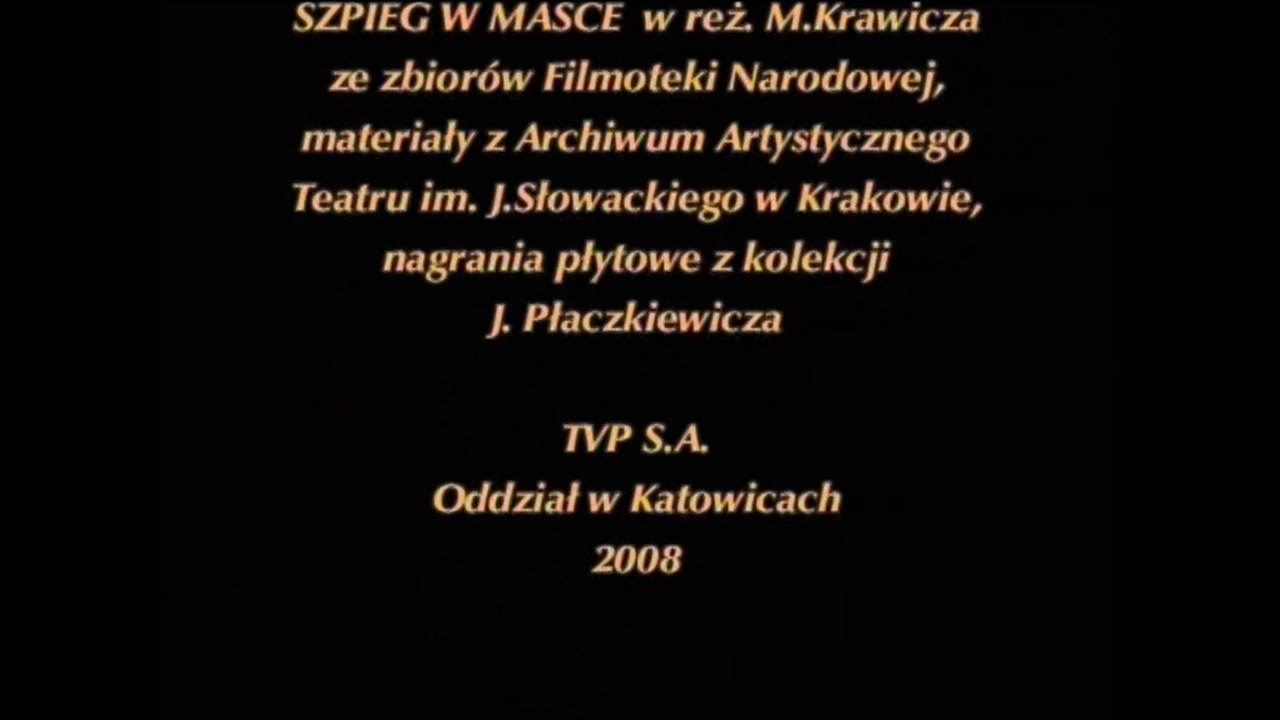 SZPIEG W MASCE w reż. M.Krawicza
ze zbiorów Filmoteki Narodowej,
materiały z Archiwum Artystycznego
Teatru im. J.Słowackiego w Krakowie,
nagrania płytowe z kolekcji
J. Płaczkiewicza
TVP S.A.
Oddział w Katowicach
2008